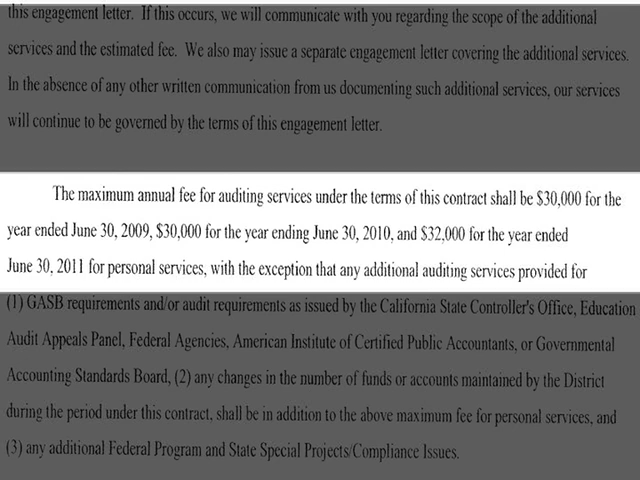 this engagement letter.  If this occurs, we will communicate with you regarding the scope of the additional
services and the estimated fee.  We also may issue a separate engagement letter covering the additional services.
In the absence of any other written communication from us documenting such additional services, our services
will continue to be governed by the terms of this engagement letter.
The maximum annual fee for auditing services under the terms of this contract shall be $30,000 for the
year ended June 30, 2009, $30,000 for the year ending June 30, 2010, and $32,000 for the year ended
June 30, 2011 for personal services, with the exception that any additional auditing services provided for
(1) GASB requirements and/or audit requirements as issued by the California State Controller's Office, Education
Audit Appeals Panel, Federal Agencies, American Institute of Certified Public Accountants, or Governmental
Accounting Standards Board, (2) any changes in the number of funds or accounts maintained by the District
during the period under this contract, shall be in addition to the above maximum fee for personal services, and
(3) any additional Federal Program and State Special Projects/Compliance Issues.